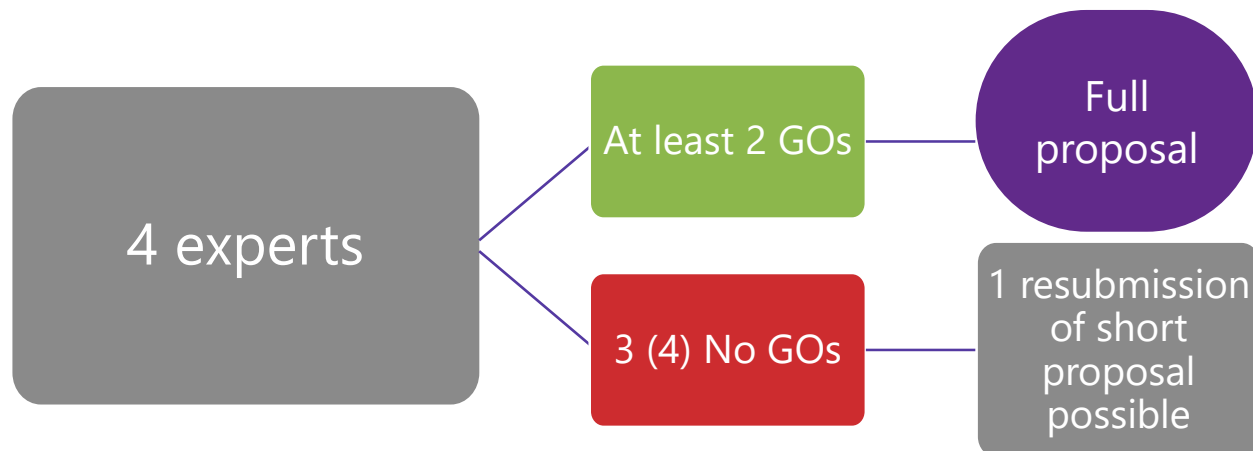 4 experts
At least 2 GOs
Full
proposal
3 (4) No GOs
1 resubmission
of short
proposal
possible